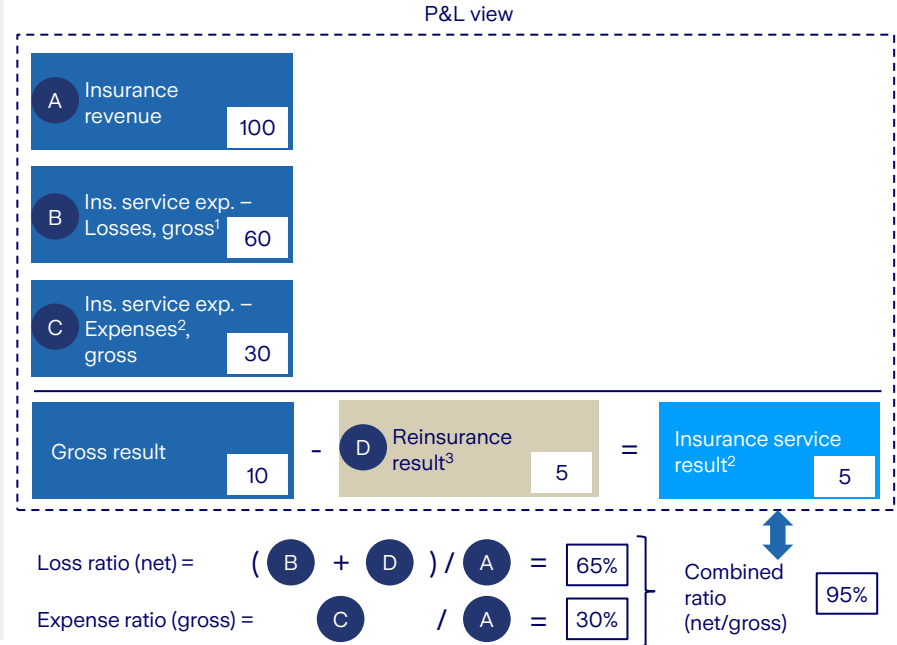 P&L view
A
Insurance
revenue
100
B
Ins. service exp. –
Losses, gross¹
60
C
Ins. service exp. –
Expenses²,
gross
30
Gross result
10
-
D
Reinsurance
result³
5
=
Insurance service
result²
5
Loss ratio (net) = ( B + D ) / A = 65%
Expense ratio (gross) = C / A = 30%
Combined
ratio
(net/gross)
95%